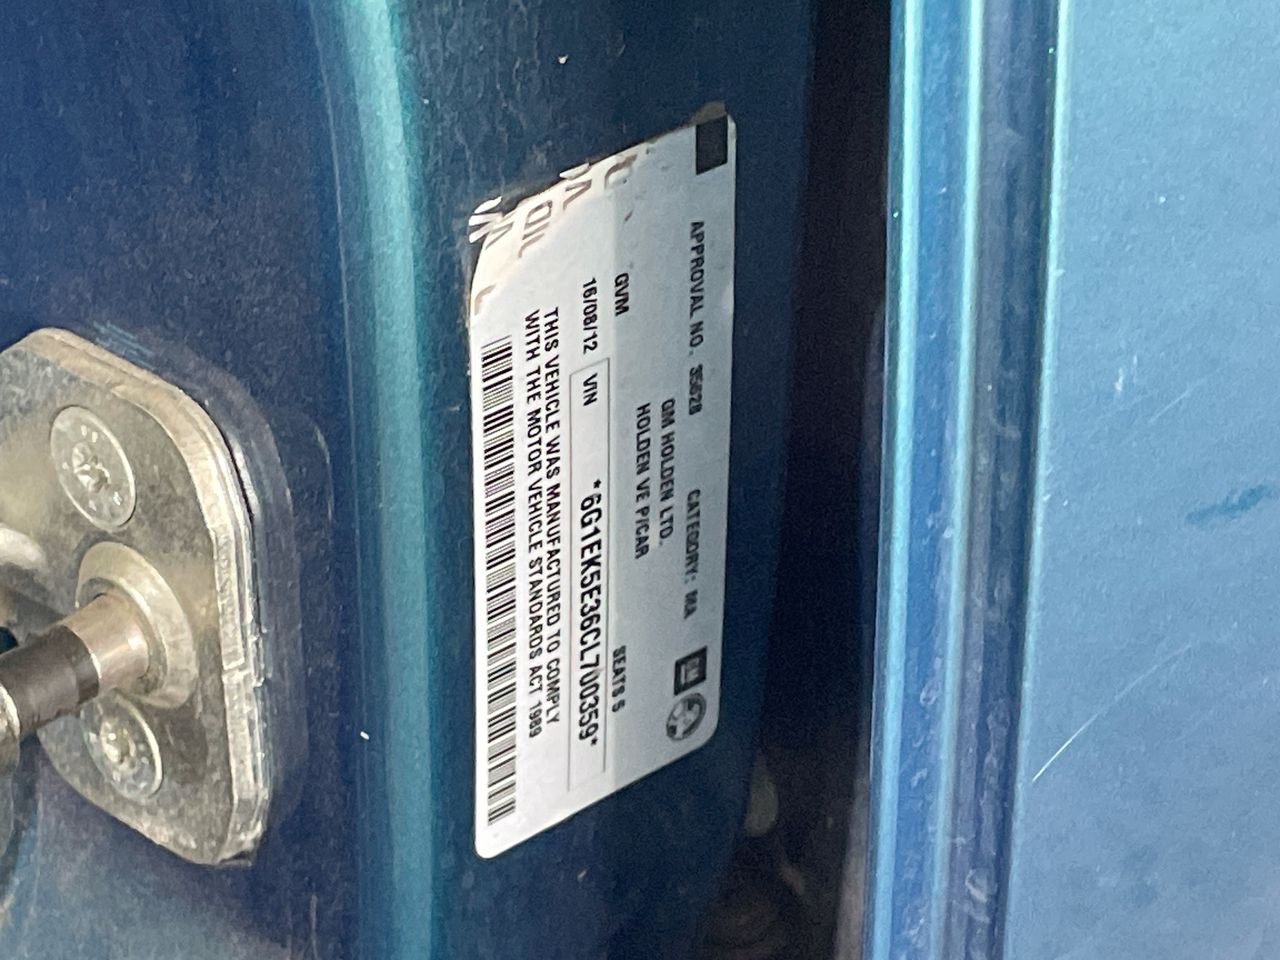 APPROVAL NO. 35628 CATEGORY: MA
GM
GM HOLDEN LTD.
HOLDEN VE P/CAR
GVM SEATS 5
16/08/12 VIN *6G1EK5E36CL700359*
THIS VEHICLE WAS MANUFACTURED TO COMPLY
WITH THE MOTOR VEHICLE STANDARDS ACT 1989